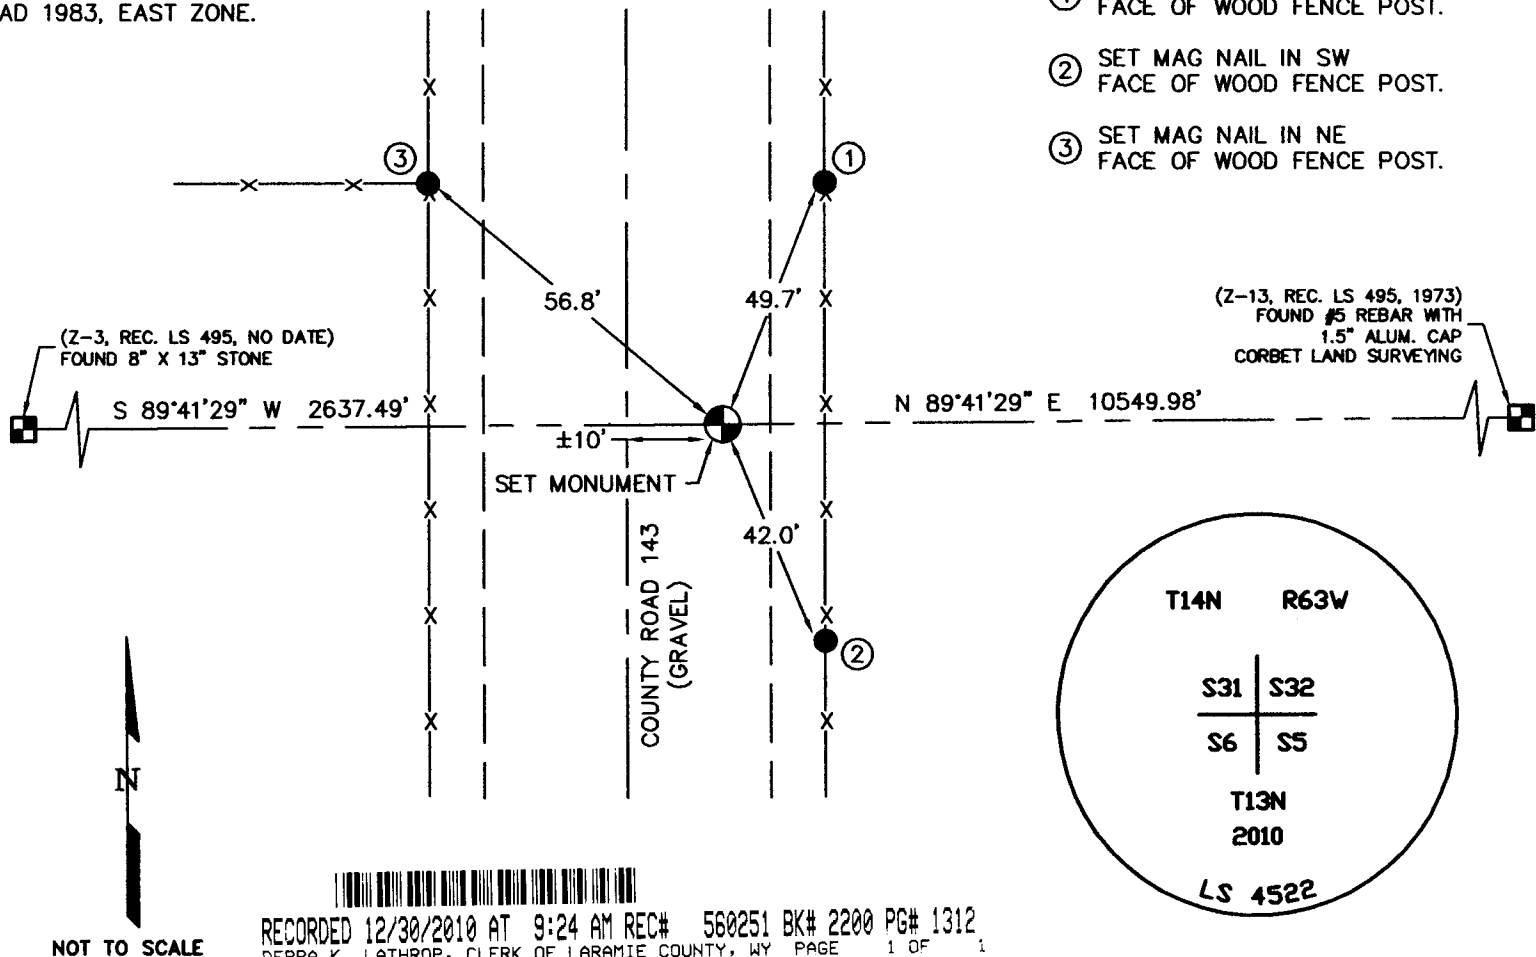 AD 1983, EAST ZONE.
FACE OF WOOD FENCE POST.
② SET MAG NAIL IN SW
FACE OF WOOD FENCE POST.
③ SET MAG NAIL IN NE
FACE OF WOOD FENCE POST.
③
①
56.8'
49.7'
(Z-3, REC. LS 495, NO DATE)
FOUND 8" X 13" STONE
(Z-13, REC. LS 495, 1973)
FOUND #5 REBAR WITH
1.5" ALUM. CAP
CORBET LAND SURVEYING
S 89°41'29" W 2637.49'
N 89°41'29" E 10549.98'
±10'
SET MONUMENT
42.0'
②
COUNTY ROAD 143
(GRAVEL)
T14N R63W
S31 S32
S6 S5
T13N
2010
LS 4522
N
NOT TO SCALE
RECORDED 12/30/2010 AT 9:24 AM REC# 560251 BK# 2200 PG# 1312
DEBRA K. LATHROP, CLERK OF LARAMIE COUNTY, WY PAGE 1 OF 1